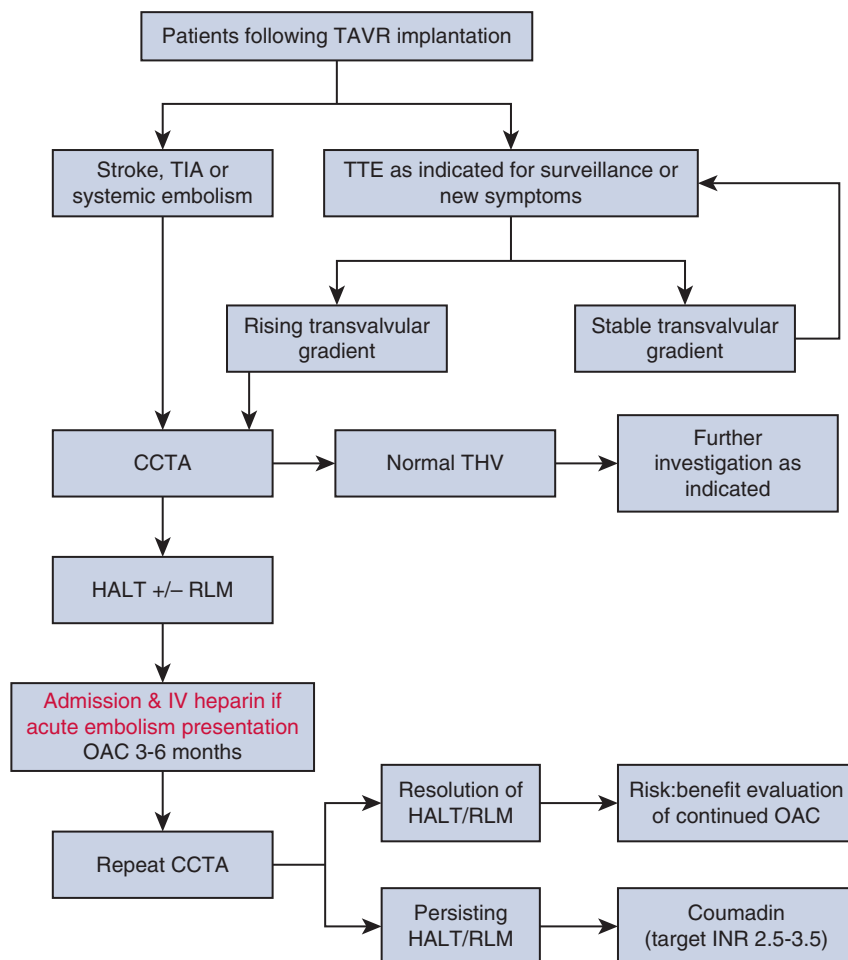 Patients following TAVR implantation
Stroke, TIA or
systemic embolism
TTE as indicated for surveillance or
new symptoms
Rising transvalvular
gradient
Stable transvalvular
gradient
CCTA
Normal THV
Further
investigation as
indicated
HALT +/– RLM
Admission & IV heparin if
acute embolism presentation
OAC 3-6 months
Repeat CCTA
Resolution of
HALT/RLM
Risk:benefit evaluation
of continued OAC
Persisting
HALT/RLM
Coumadin
(target INR 2.5-3.5)